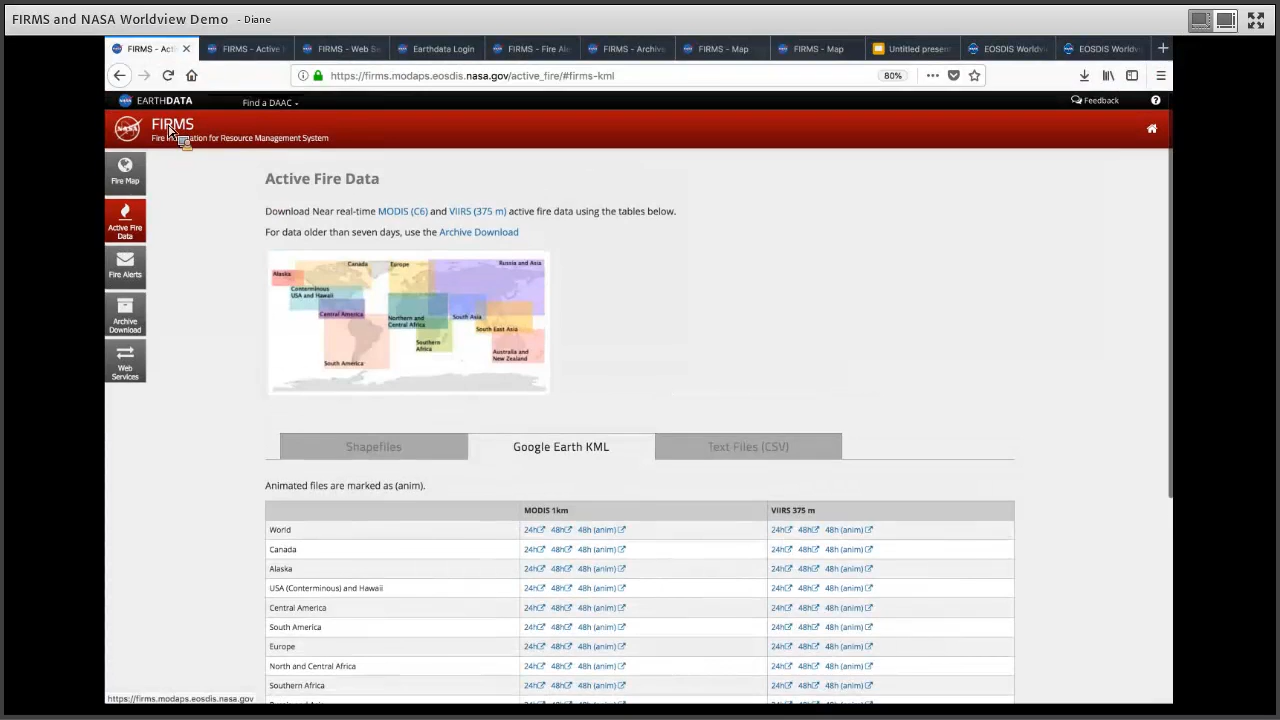 FIRMS and NASA Worldview Demo - Diane
FIRMS - Acti
FIRMS - Active
FIRMS - Web Se
Earthdata Login
FIRMS - Fire Ale
FIRMS - Archive
FIRMS - Map
FIRMS - Map
Untitled present
EOSDIS Worldvi
EOSDIS Worldv
https://firms.modaps.eosdis.nasa.gov/active_fire/#firms-kml
80%
EARTHDATA
Find a DAAC
Feedback
FIRMS
Fire Information for Resource Management System
Fire Map
Active Fire
Data
Fire Alerts
Archive
Download
Web
Services
Active Fire Data
Download Near real-time MODIS (C6) and VIIRS (375 m) active fire data using the tables below.
For data older than seven days, use the Archive Download
Canada
Europe
Russia and Asia
Alaska
Conterminous
USA and Hawaii
Central America
Northern and
Central Africa
South Asia
South East Asia
Southern
Africa
Australia and
New Zealand
South America
Shapefiles
Google Earth KML
Text Files (CSV)
Animated files are marked as (anim).
MODIS 1km VIIRS 375 m
World 24h 48h 48h (anim) 24h 48h 48h (anim)
Canada 24h 48h 48h (anim) 24h 48h 48h (anim)
Alaska 24h 48h 48h (anim) 24h 48h 48h (anim)
USA (Conterminous) and Hawaii 24h 48h 48h (anim) 24h 48h 48h (anim)
Central America 24h 48h 48h (anim) 24h 48h 48h (anim)
South America 24h 48h 48h (anim) 24h 48h 48h (anim)
Europe 24h 48h 48h (anim) 24h 48h 48h (anim)
North and Central Africa 24h 48h 48h (anim) 24h 48h 48h (anim)
Southern Africa 24h 48h 48h (anim) 24h 48h 48h (anim)
https://firms.modaps.eosdis.nasa.gov